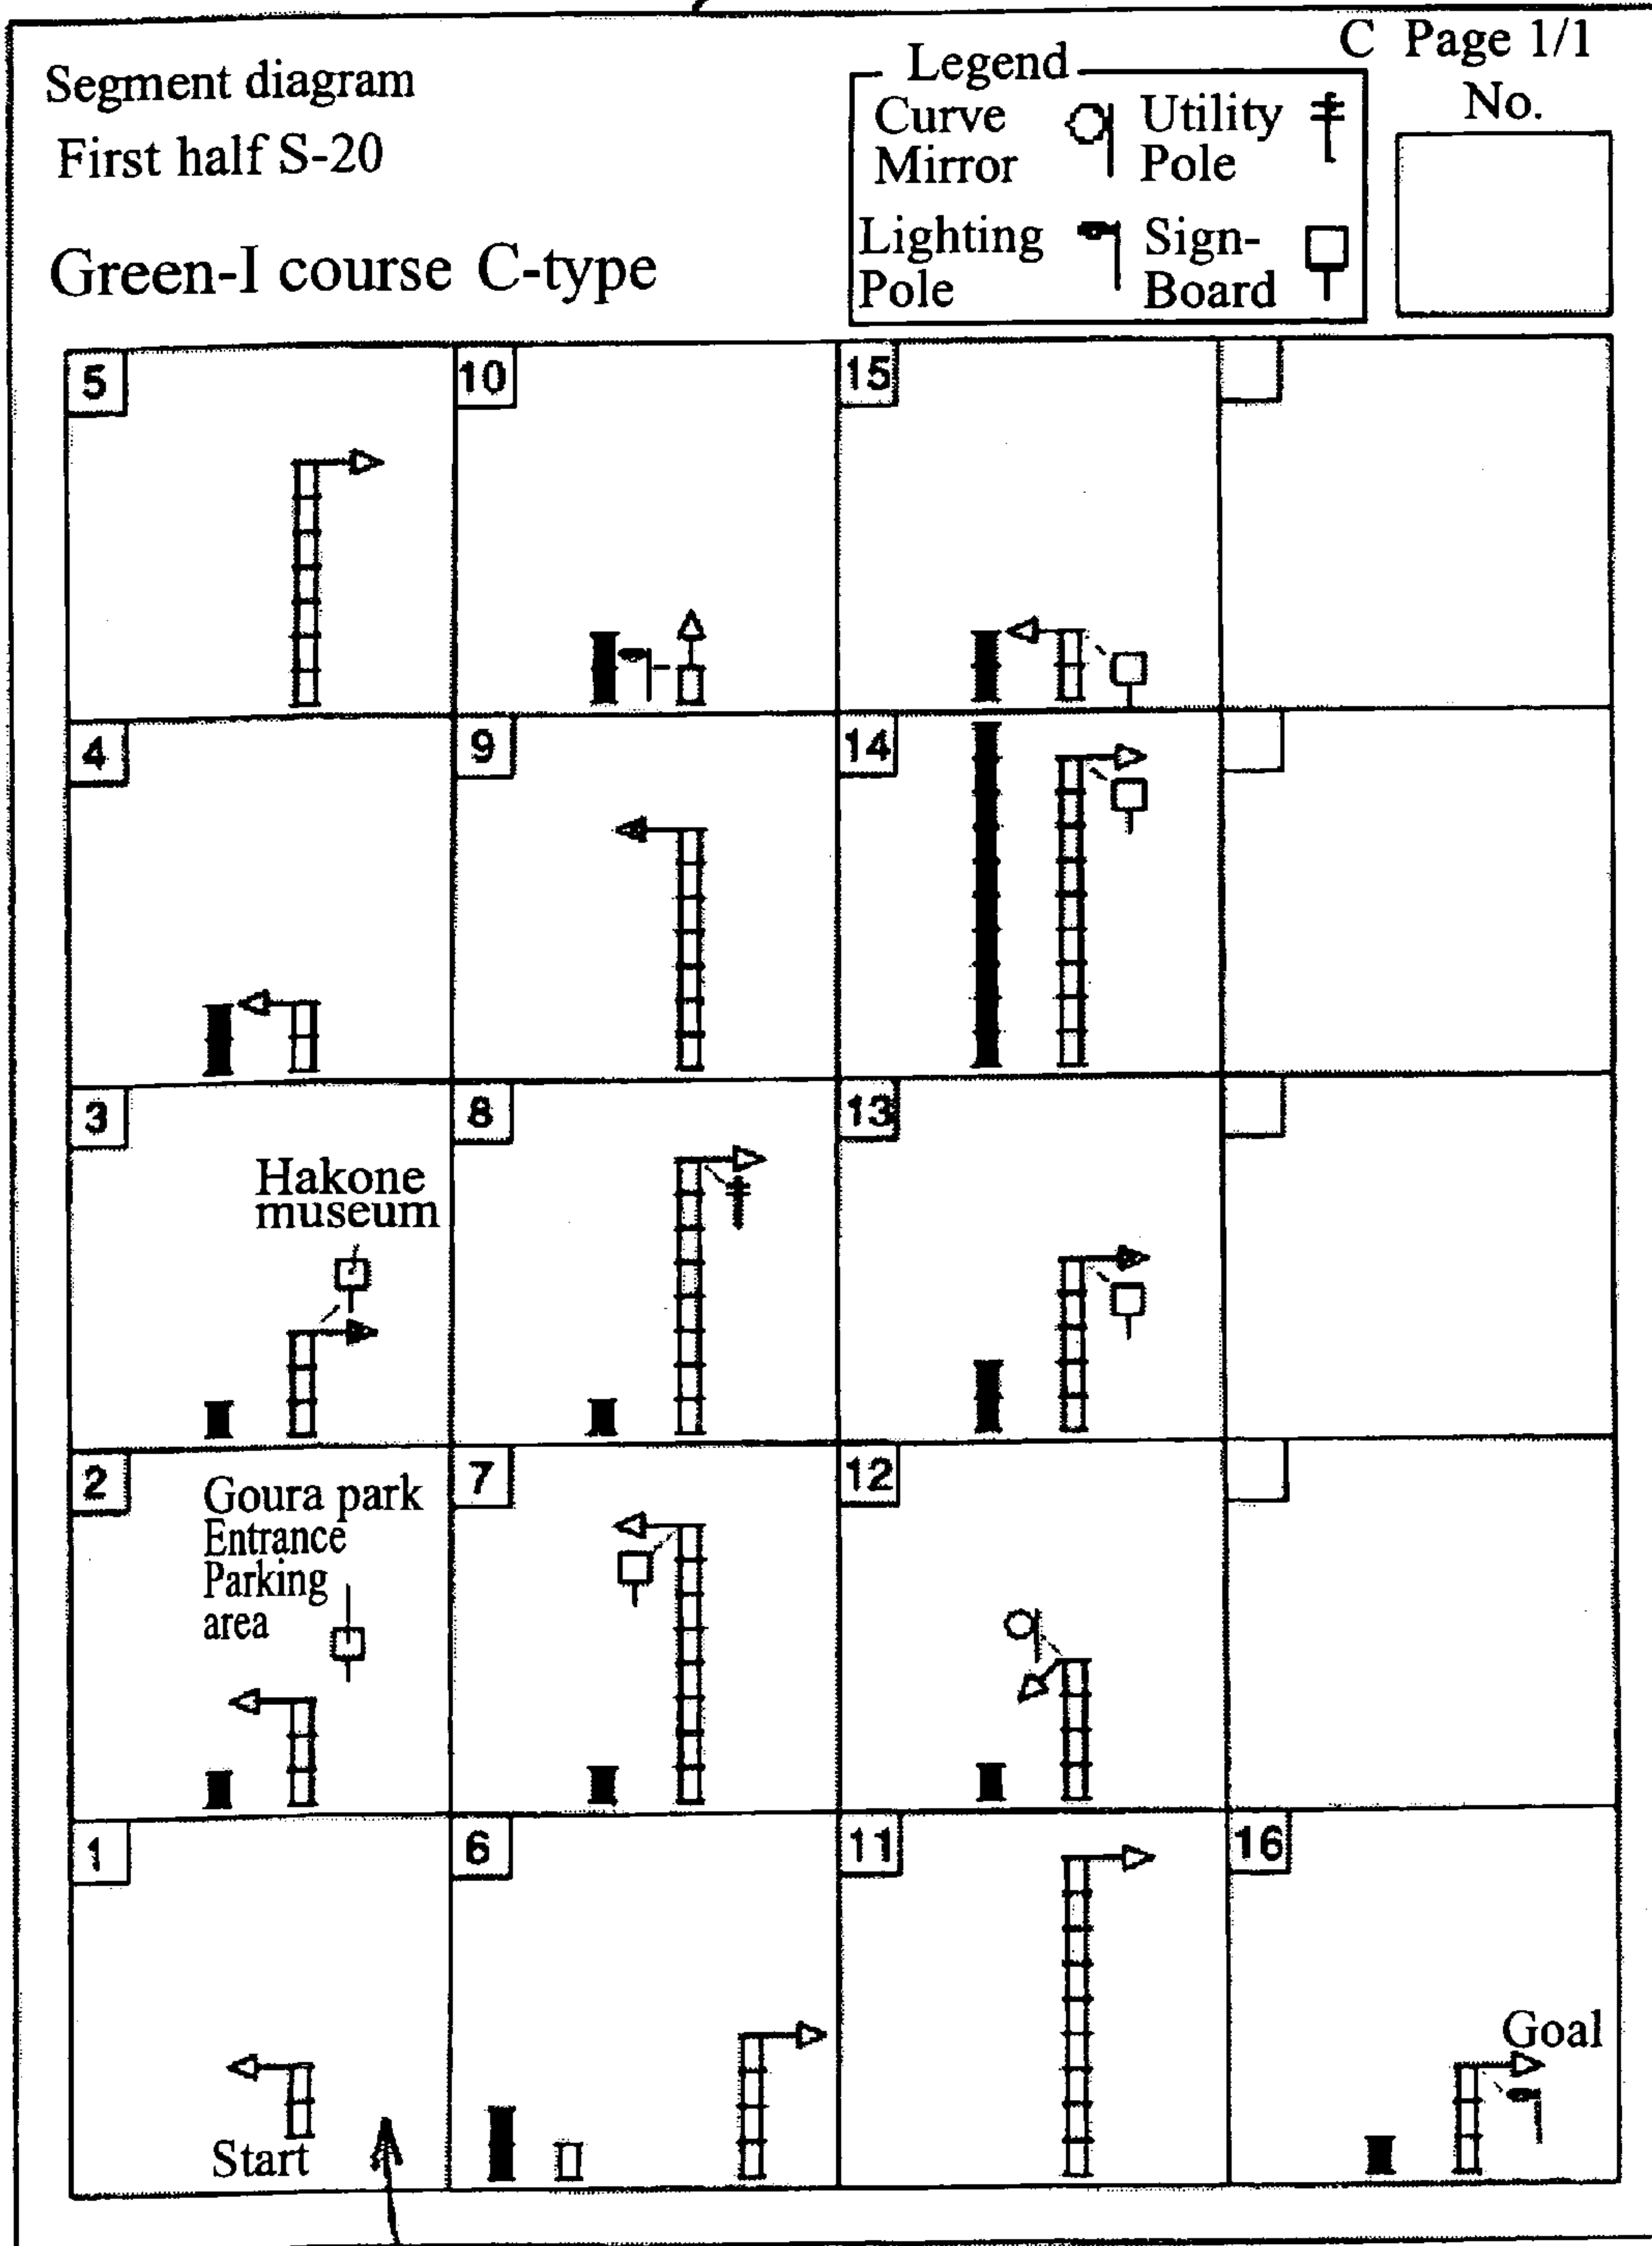 C Page 1/1
No.
Segment diagram
First half S-20
Green-I course C-type
Legend
Curve
Mirror
Utility
Pole
Lighting
Pole
Sign-
Board
5
10
15
4
9
14
3
Hakone
museum
8
13
2
Goura park
Entrance
Parking
area
7
12
1
Start
6
11
16
Goal